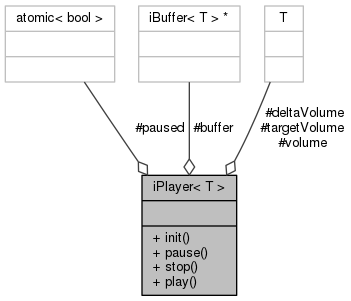 atomic< bool >
iBuffer< T > *
T
#deltaVolume
#paused
#buffer
#targetVolume
#volume
iPlayer< T >
+ init()
+ pause()
+ stop()
+ play()